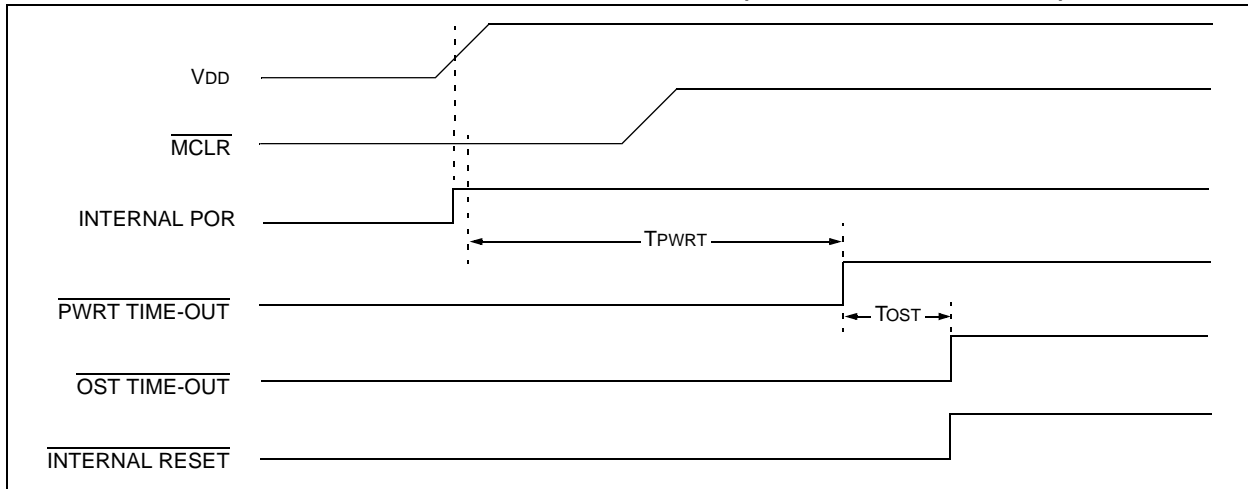 VDD
MCLR
INTERNAL POR
TPWRT
PWRT TIME-OUT
TOST
OST TIME-OUT
INTERNAL RESET